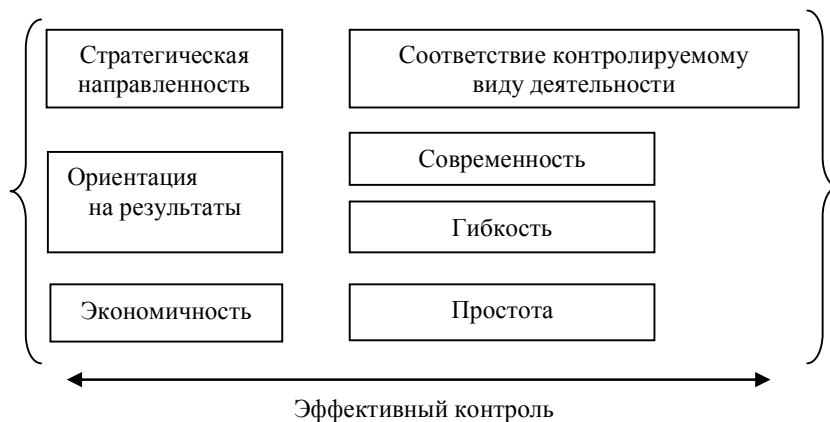 Стратегическая
направленность
Соответствие контролируемому
виду деятельности
Ориентация
на результаты
Современность
Гибкость
Экономичность
Простота
Эффективный контроль